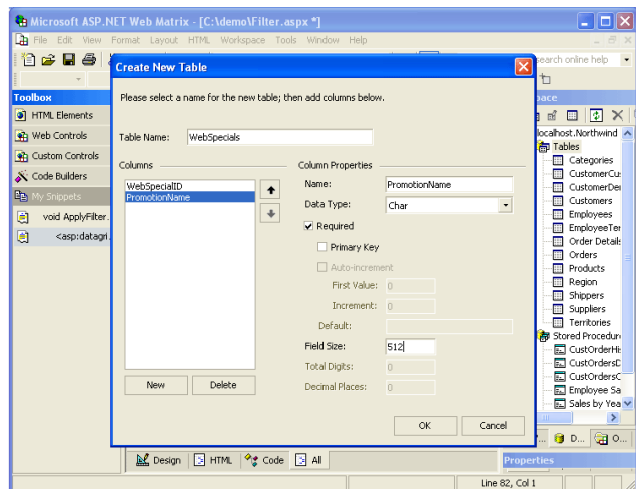 Microsoft ASP.NET Web Matrix - [C:\demo\Filter.aspx *]
File Edit View Format Layout HTML Workspace Tools Window Help
search online help
Toolbox
HTML Elements
Web Controls
Custom Controls
Code Builders
My Snippets
void ApplyFilter.
<asp:datagri.
Create New Table
Please select a name for the new table; then add columns below.
Table Name: WebSpecials
Columns
WebSpecialID
PromotionName
New Delete
Column Properties
Name: PromotionName
Data Type: Char
Required
Primary Key
Auto-increment
First Value: 0
Increment: 0
Default:
Field Size: 512
Total Digits: 0
Decimal Places: 0
OK Cancel
pace
localhost.Northwind
Tables
Categories
CustomerCu
CustomerDe
Customers
Employees
EmployeeTer
Order Details
Orders
Products
Region
Shippers
Suppliers
Territories
Stored Procedur
CustOrderHi
CustOrdersD
CustOrdersC
Employee Sa
Sales by Yea
D... O...
Design HTML Code All
Properties
Line 82, Col 1